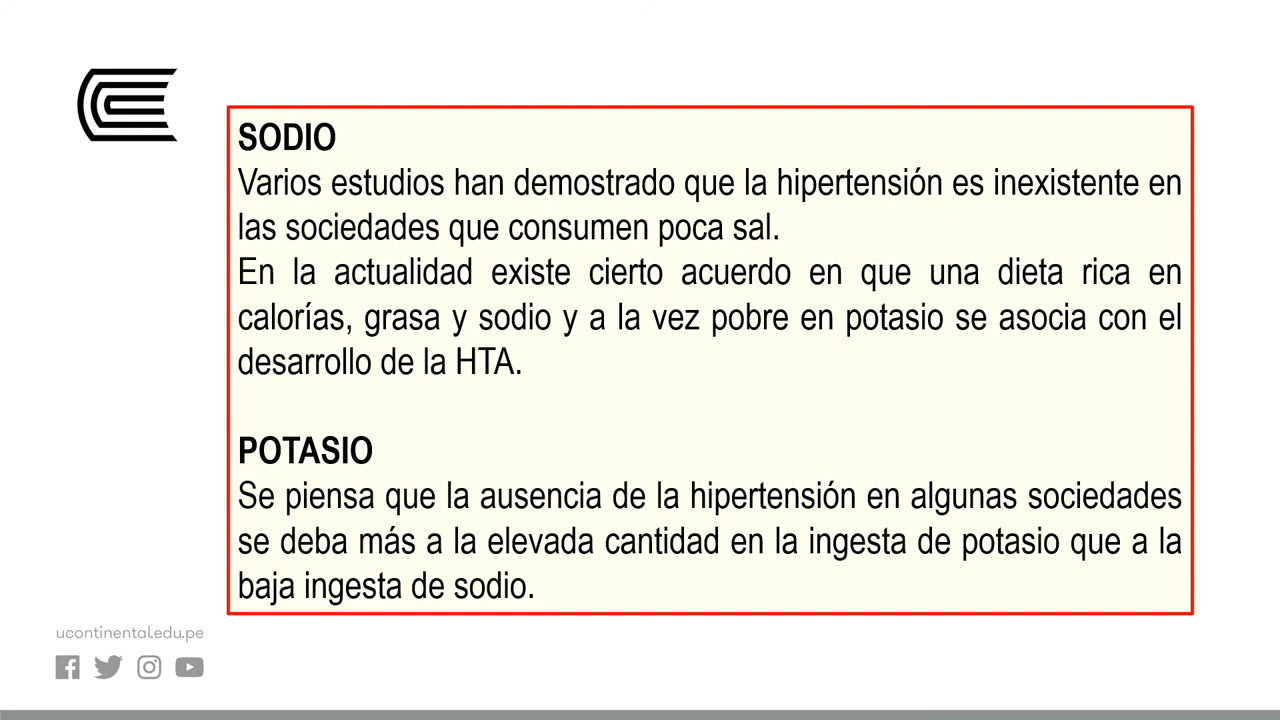 SODIO
Varios estudios han demostrado que la hipertensión es inexistente en
las sociedades que consumen poca sal.
En la actualidad existe cierto acuerdo en que una dieta rica en
calorías, grasa y sodio y a la vez pobre en potasio se asocia con el
desarrollo de la HTA.
POTASIO
Se piensa que la ausencia de la hipertensión en algunas sociedades
se deba más a la elevada cantidad en la ingesta de potasio que a la
baja ingesta de sodio.
ucontinental.edu.pe